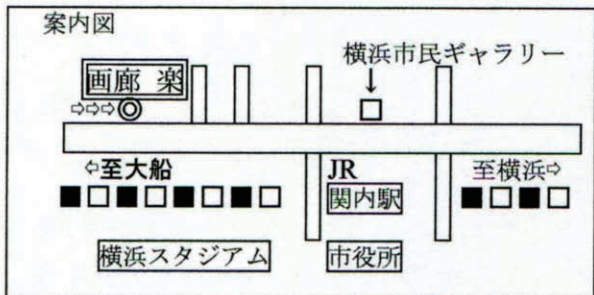 案内図
横浜市民ギャラリー
↓
画廊 楽
⇨⇨⇨◎
⇦至大船
JR
至横浜⇨
関内駅
横浜スタジアム
市役所